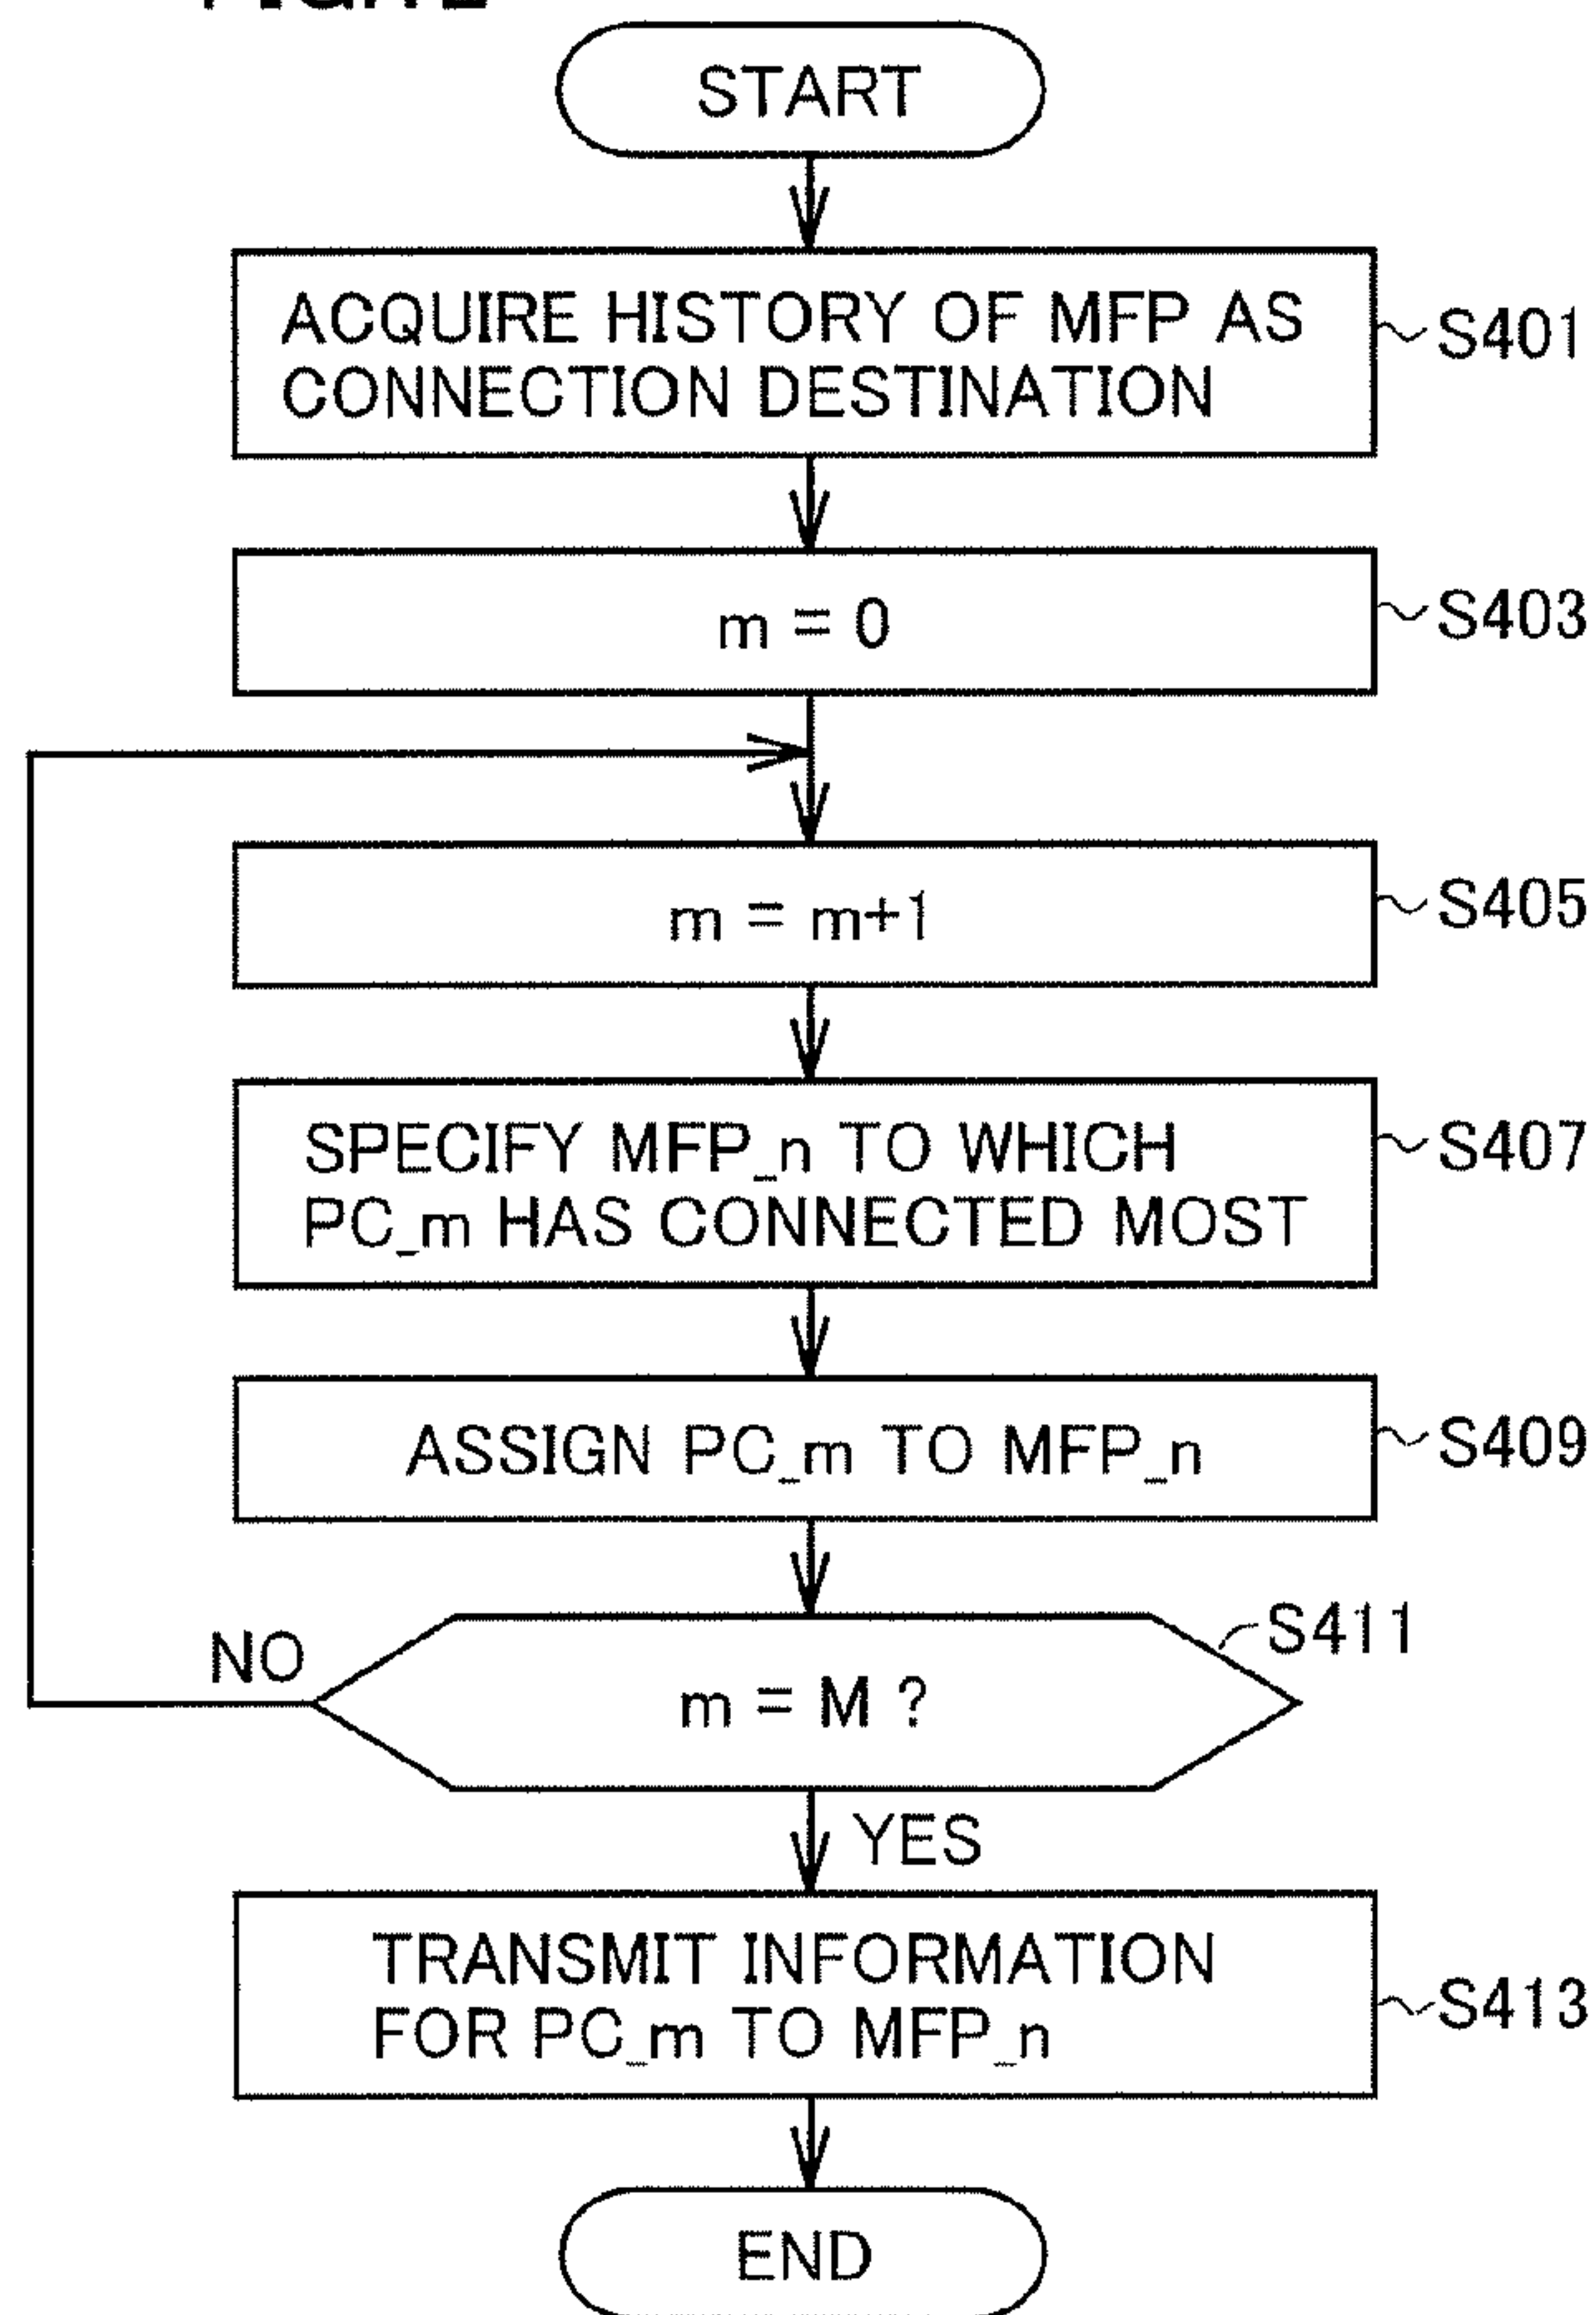 START
ACQUIRE HISTORY OF MFP AS
CONNECTION DESTINATION
S401
m = 0
S403
m = m+1
S405
SPECIFY MFP_n TO WHICH
PC_m HAS CONNECTED MOST
S407
ASSIGN PC_m TO MFP_n
S409
S411
NO
m = M ?
YES
TRANSMIT INFORMATION
FOR PC_m TO MFP_n
S413
END